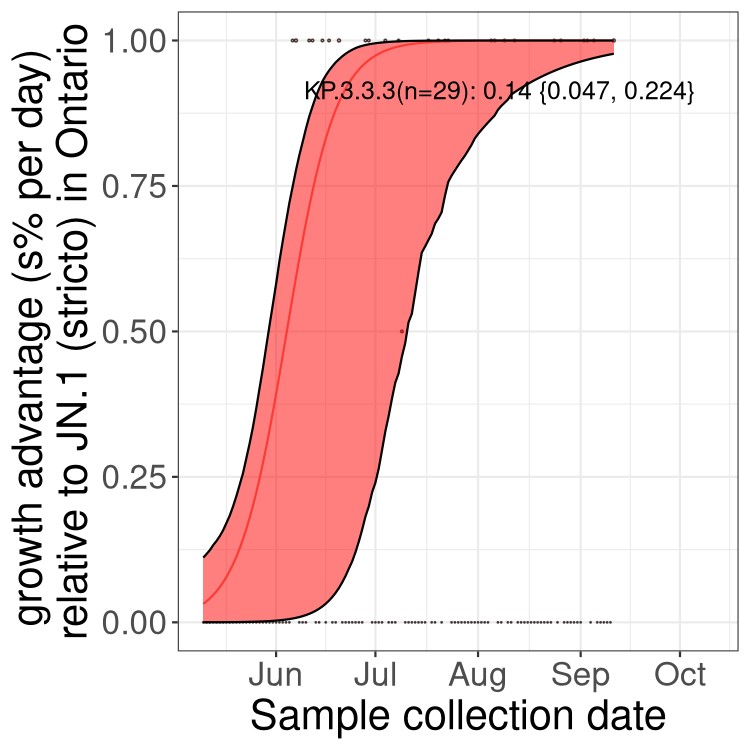 growth advantage (s% per day)
relative to JN.1 (stricto) in Ontario
1.00
0.75
0.50
0.25
0.00
KP.3.3.3(n=29): 0.14 {0.047, 0.224}
Jun Jul Aug Sep Oct
Sample collection date